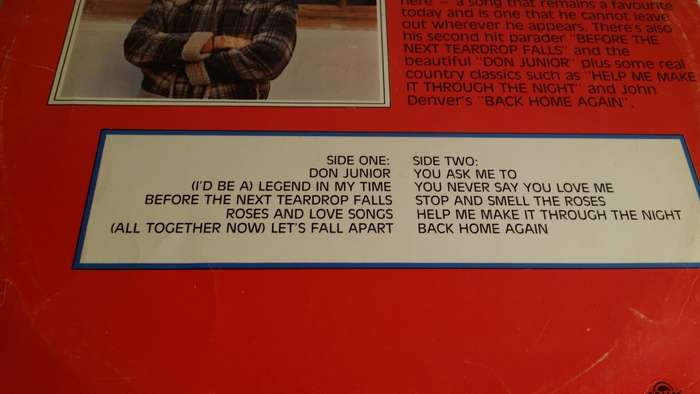 here - a song that remains a favourite
today and is one that he cannot leave
out wherever he appears. There's also
his second hit parader "BEFORE THE
NEXT TEARDROP FALLS" and the
beautiful "DON JUNIOR" plus some real
country classics such as "HELP ME MAKE
IT THROUGH THE NIGHT" and John
Denver's "BACK HOME AGAIN".
SIDE ONE:
DON JUNIOR
(I'D BE A) LEGEND IN MY TIME
BEFORE THE NEXT TEARDROP FALLS
ROSES AND LOVE SONGS
(ALL TOGETHER NOW) LET'S FALL APART
SIDE TWO:
YOU ASK ME TO
YOU NEVER SAY YOU LOVE ME
STOP AND SMELL THE ROSES
HELP ME MAKE IT THROUGH THE NIGHT
BACK HOME AGAIN